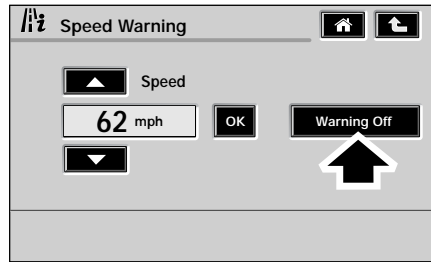 Speed Warning
Speed
62 mph
OK
Warning Off